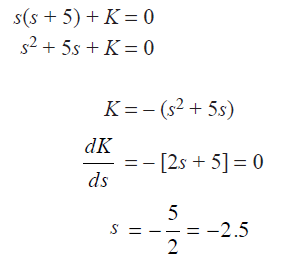 s(s + 5) + K = 0
s² + 5s + K = 0
K = – (s² + 5s)
dK/ds = – [2s + 5] = 0
s = – 5/2 = –2.5